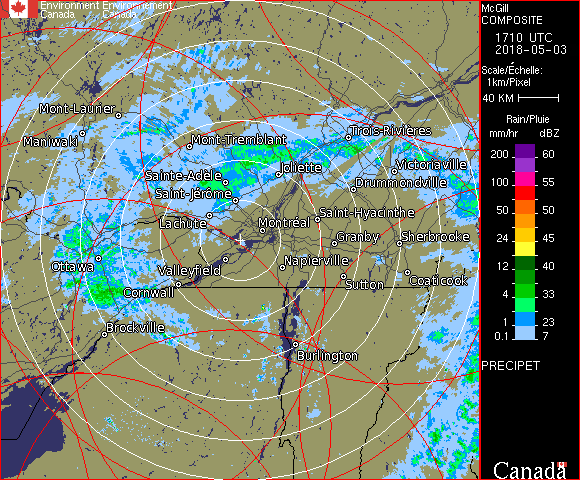 Environment Environnement
Canada Canada
McGill
COMPOSITE
1710 UTC
2018-05-03
Scale/Échelle:
1km/Pixel
40 KM
Rain/Pluie
mm/hr dBZ
200 60
150 57
100 55
50 50
24 45
12 40
4 33
0.1 7
23
PRECIPET
Canada
Mont-Laurier
Maniwaki
Mont-Tremblant
Trois-Rivières
Victoriaville
Joliette
Sainte-Adèle
Drummondville
Saint-Jérôme
Lachute
Montréal
Saint-Hyacinthe
Granby
Sherbrooke
Ottawa
Valleyfield
Napierville
Sutton
Coaticook
Cornwall
Brockville
Burlington